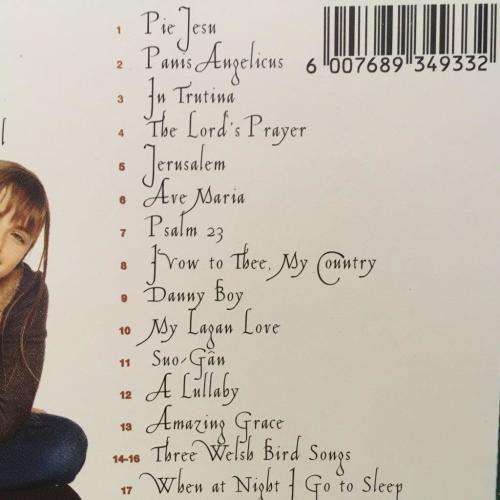 1 Pie Jesu
6 007689 349332
2 Panis Angelicus
3 In Trutina
4 The Lord's Prayer
5 Jerusalem
6 Ave Maria
7 Psalm 23
8 I Vow to Thee, My Country
9 Danny Boy
10 My Lagan Love
11 Suo-Gân
12 A Lullaby
13 Amazing Grace
14-16 Three Welsh Bird Songs
17 When at Night I Go to Sleep